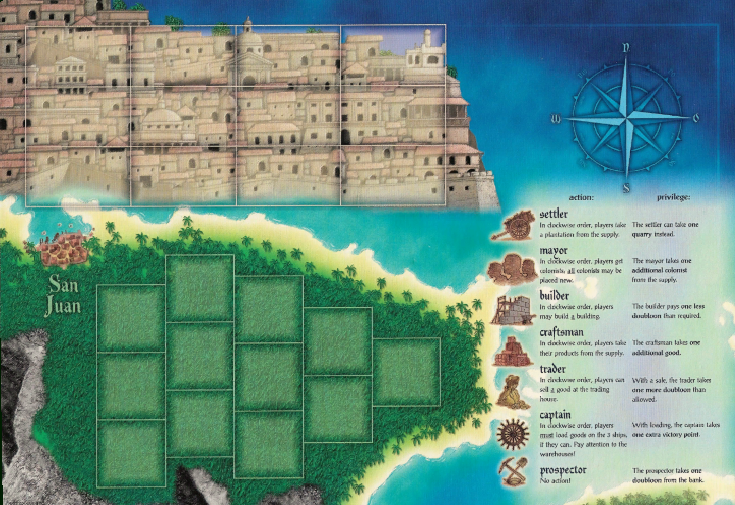 N
W
O
S
action:
privilege:
settler
In clockwise order, players take
a plantation from the supply.
The settler can take one
quarry instead.
mayor
In clockwise order, players get
colonists; all colonists may be
placed new.
The mayor takes one
additional colonist
from the supply.
builder
In clockwise order, players
may build a building.
The builder pays one less
doubloon than required.
craftsman
In clockwise order, players take
their products from the supply.
The craftsman takes one
additional good.
trader
In clockwise order, players can
sell a good at the trading
house.
With a sale, the trader takes
one more doubloon than
allowed.
captain
In clockwise order, players
must load goods on the 3 ships,
if they can. Pay attention to the
warehouses!
With loading, the captain takes
one extra victory point.
prospector
No action!
The prospector takes one
doubloon from the bank.
San
Juan